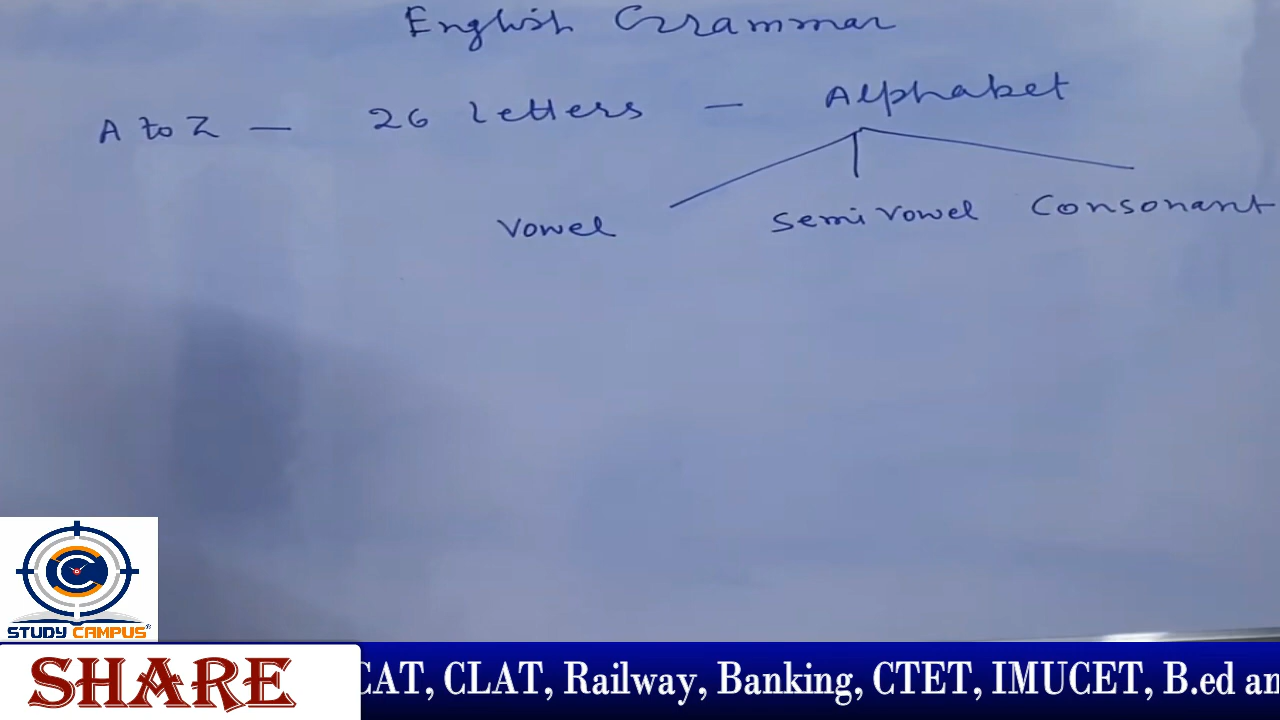 English Grammar
A to Z — 26 Letters — Alphabet
Vowel Semi Vowel Consonant
STUDY CAMPUS®
SHARE
CAT, CLAT, Railway, Banking, CTET, IMUCET, B.ed an